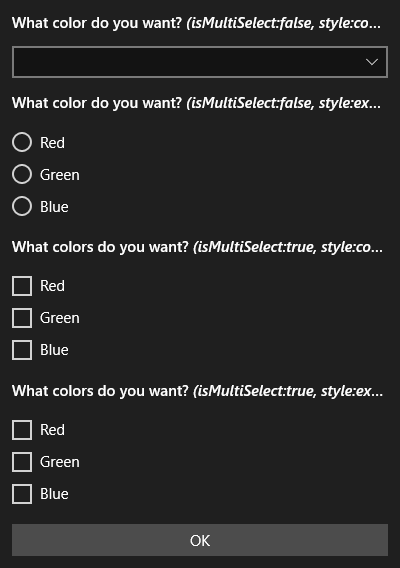 What color do you want? (isMultiSelect:false, style:co...
What color do you want? (isMultiSelect:false, style:ex...
Red
Green
Blue
What colors do you want? (isMultiSelect:true, style:co...
Red
Green
Blue
What colors do you want? (isMultiSelect:true, style:ex...
Red
Green
Blue
OK